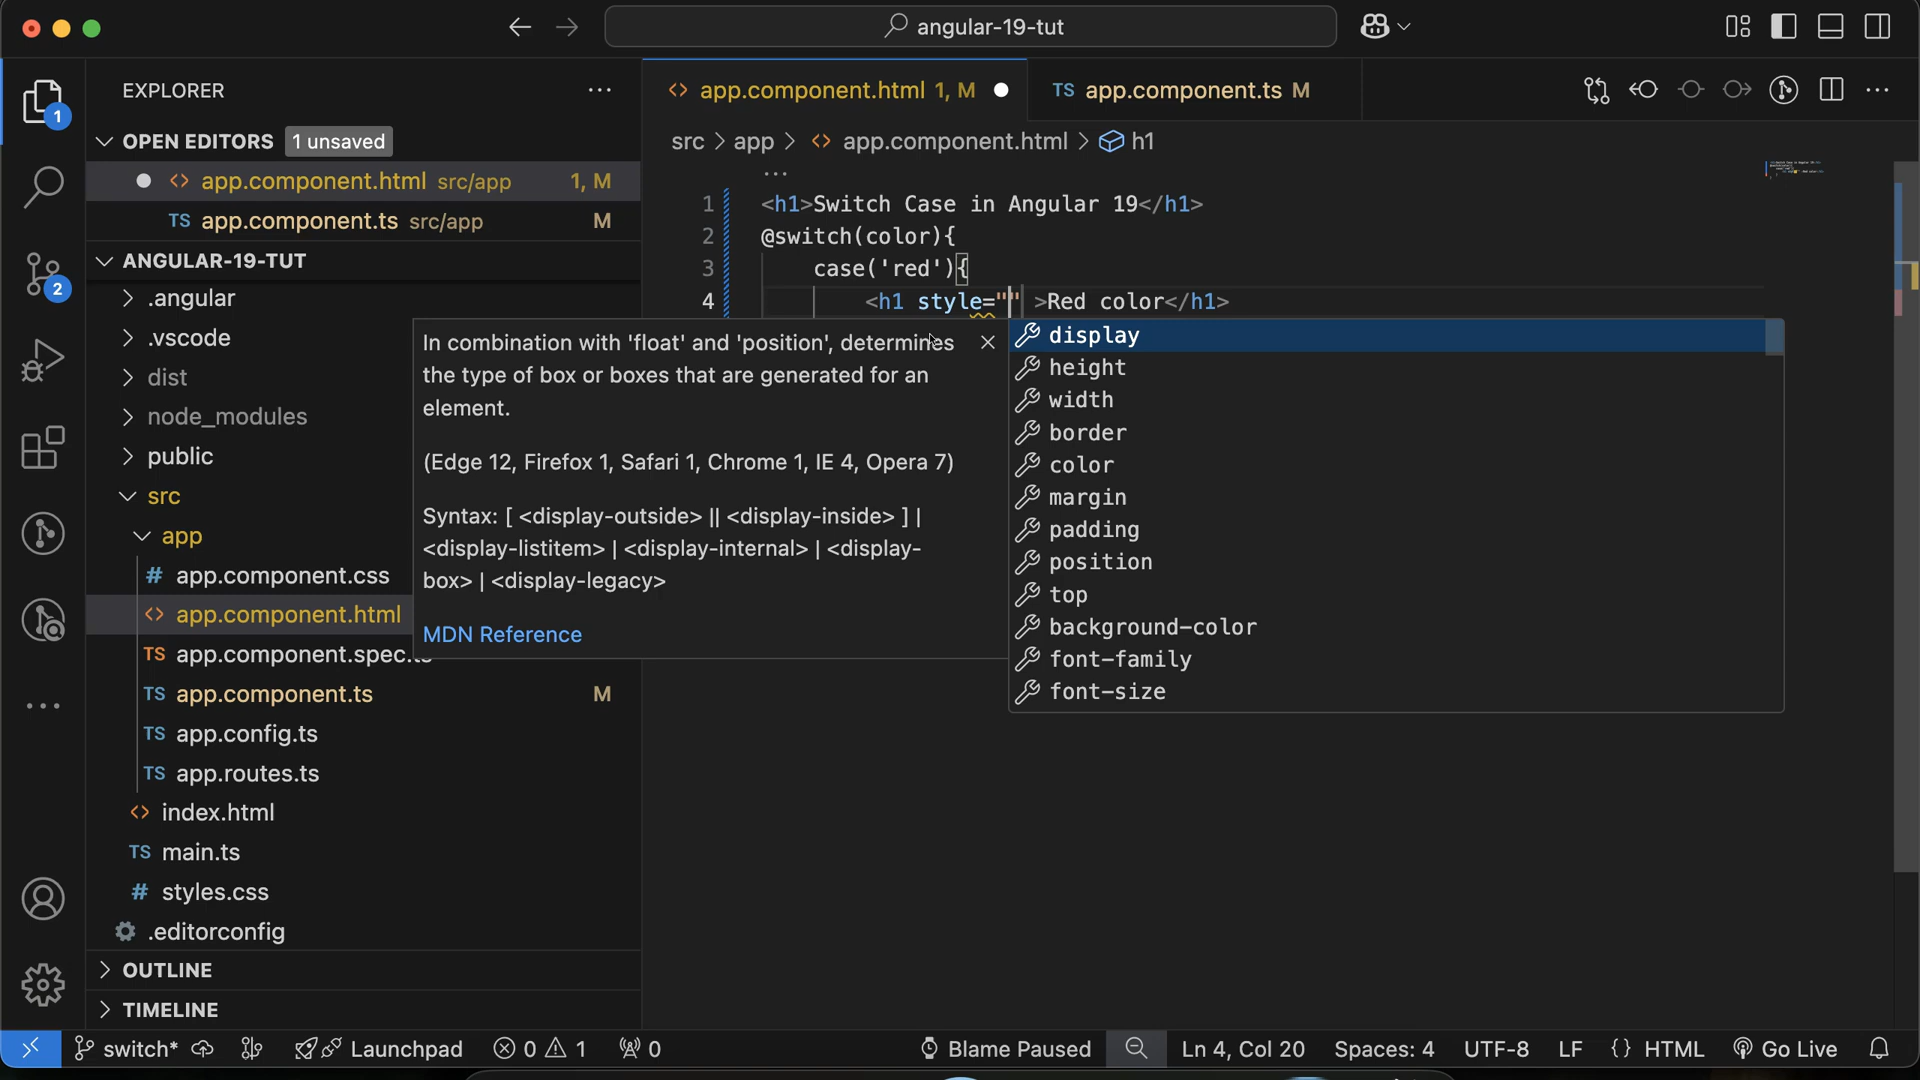 angular-19-tut
EXPLORER
OPEN EDITORS 1 unsaved
app.component.html src/app 1, M
TS app.component.ts src/app M
ANGULAR-19-TUT
.angular
.vscode
dist
node_modules
public
src
app
# app.component.css
<> app.component.html
TS app.component.spec.ts
TS app.component.ts M
TS app.config.ts
TS app.routes.ts
<> index.html
TS main.ts
# styles.css
.editorconfig
OUTLINE
TIMELINE
1
2
<> app.component.html 1, M
TS app.component.ts M
src > app > <> app.component.html > h1
...
1 <h1>Switch Case in Angular 19</h1>
2 @switch(color){
3 case('red'){
4 <h1 style="" >Red color</h1>
In combination with 'float' and 'position', determines
the type of box or boxes that are generated for an
element.
(Edge 12, Firefox 1, Safari 1, Chrome 1, IE 4, Opera 7)
Syntax: [ <display-outside> || <display-inside> ] |
<display-listitem> | <display-internal> | <display-
box> | <display-legacy>
MDN Reference
display
height
width
border
color
margin
padding
position
top
background-color
font-family
font-size
switch* Launchpad 0 1 0 Blame Paused Ln 4, Col 20 Spaces: 4 UTF-8 LF {} HTML Go Live